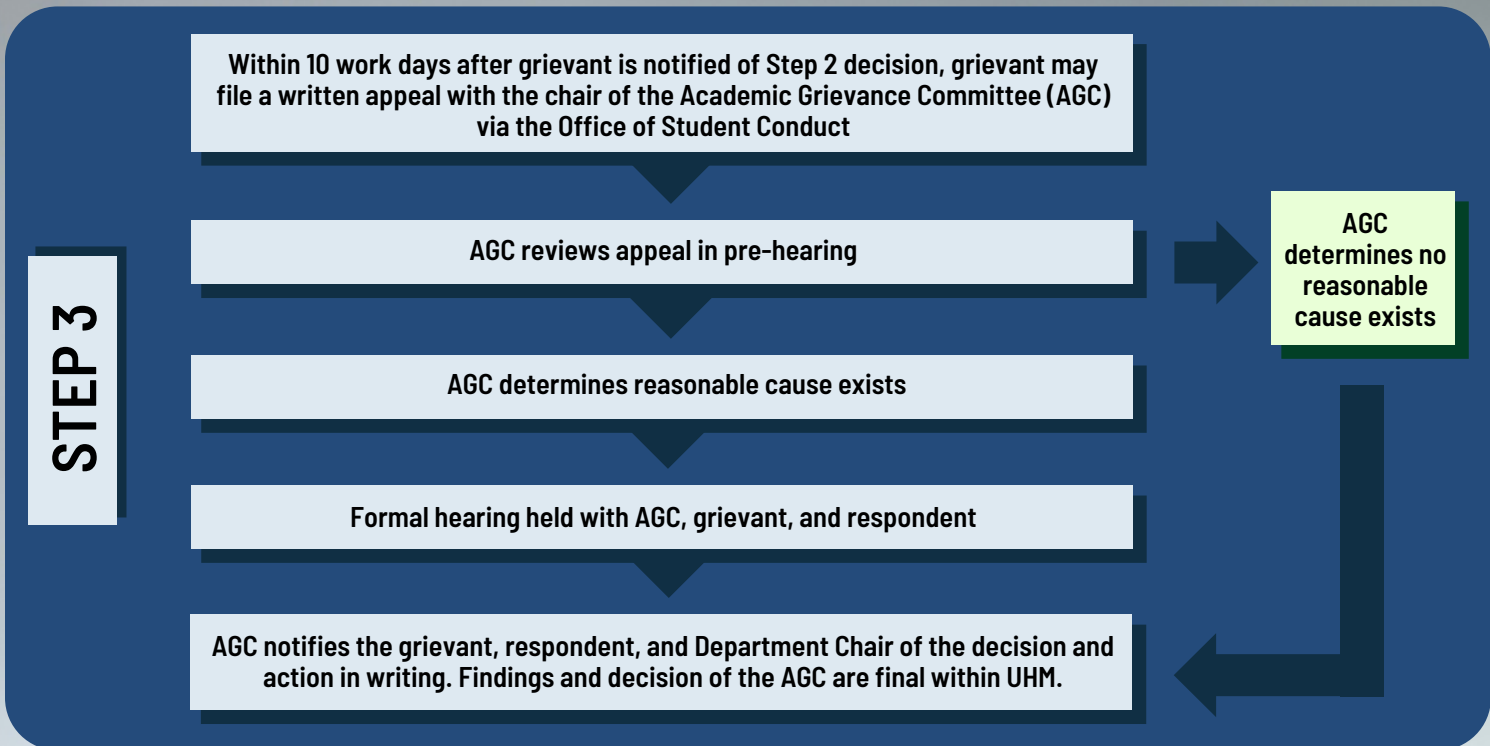 Within 10 work days after grievant is notified of Step 2 decision, grievant may
file a written appeal with the chair of the Academic Grievance Committee (AGC)
via the Office of Student Conduct
AGC reviews appeal in pre-hearing
AGC
determines no
reasonable
cause exists
STEP 3
AGC determines reasonable cause exists
Formal hearing held with AGC, grievant, and respondent
AGC notifies the grievant, respondent, and Department Chair of the decision and
action in writing. Findings and decision of the AGC are final within UHM.